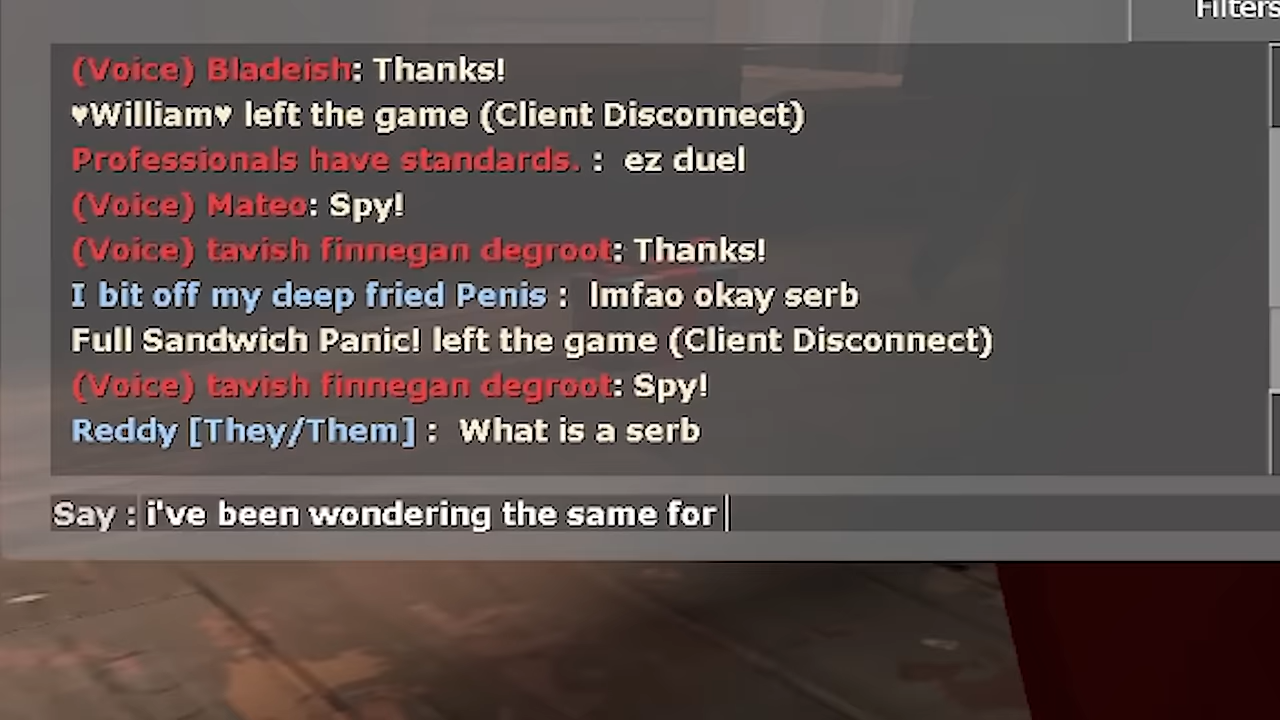 Filters
(Voice) Bladeish: Thanks!
♥William♥ left the game (Client Disconnect)
Professionals have standards. :  ez duel
(Voice) Mateo: Spy!
(Voice) tavish finnegan degroot: Thanks!
I bit off my deep fried Penis :  lmfao okay serb
Full Sandwich Panic! left the game (Client Disconnect)
(Voice) tavish finnegan degroot: Spy!
Reddy [They/Them] :  What is a serb
Say : i've been wondering the same for